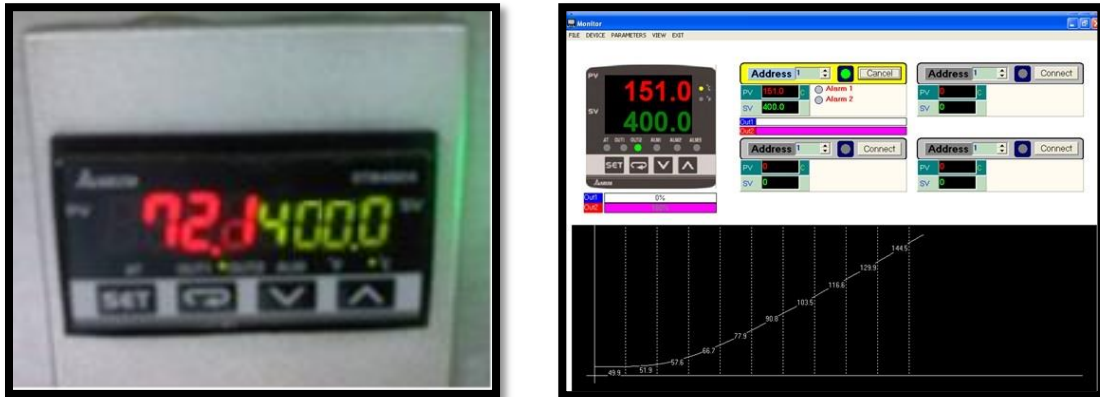 PV
72.
400.0
SV
AT OUT1 OUT2 ALM °F °C
SET
Monitor
FILE DEVICE PARAMETERS VIEW EXIT
PV
151.0
SV
400.0
AT OUT1 OUT2 ALM1 ALM2 ALM3
SET
Out1 0%
Out2
Address 1 Cancel
PV 151.0 C Alarm 1
SV 400.0 Alarm 2
Out1
Out2
Address 1 Connect
PV 0
SV 0
Address 1 Connect
PV 0
SV 0
Address 1 Connect
PV 0
SV 0
49.9 51.9 57.6 66.7 77.9 90.8 103.5 116.6 129.9 144.5